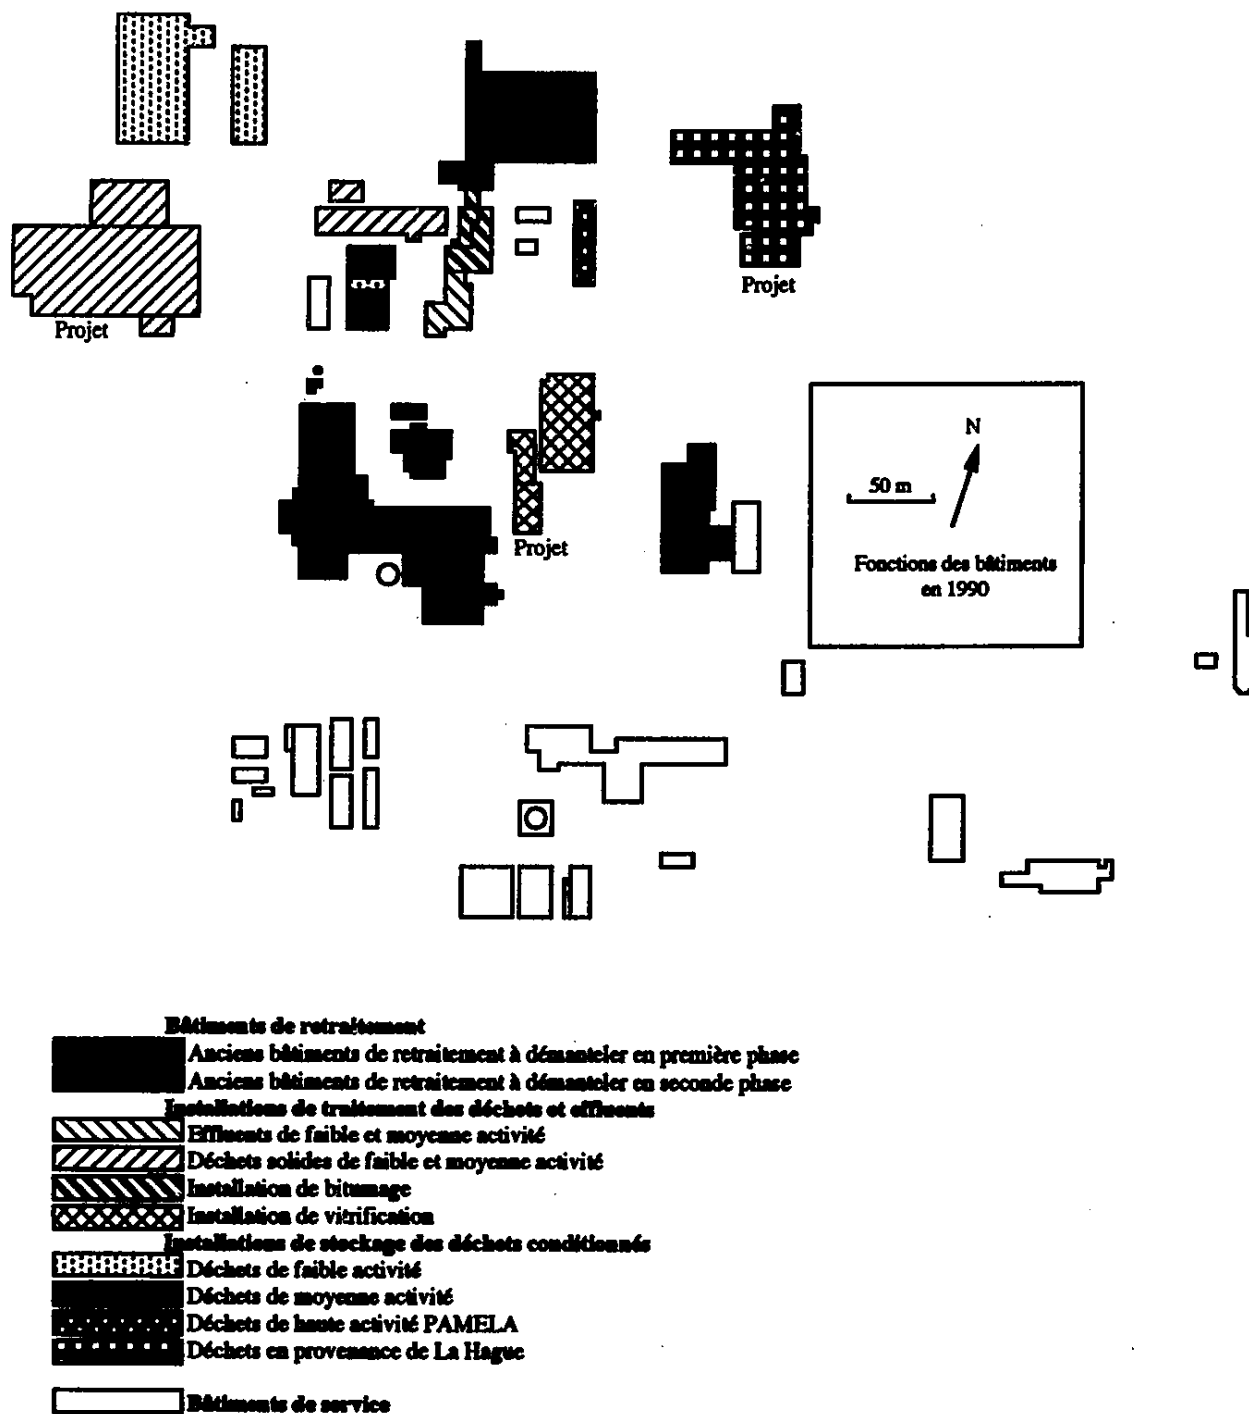 Projet
Projet
Projet
N
50 m
Fonctions des bâtiments
en 1990
Bâtiments de retraitement
Anciens bâtiments de retraitement à démanteler en première phase
Anciens bâtiments de retraitement à démanteler en seconde phase
Installations de traitement des déchets et effluents
Effluents de faible et moyenne activité
Déchets solides de faible et moyenne activité
Installation de bitumage
Installation de vitrification
Installations de stockage des déchets conditionnés
Déchets de faible activité
Déchets de moyenne activité
Déchets de haute activité PAMELA
Déchets en provenance de La Hague
Bâtiments de service